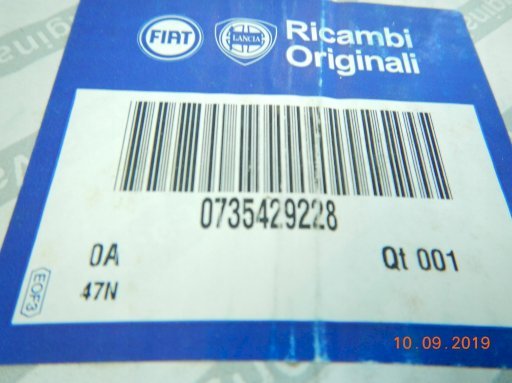 FIAT
LANCIA
Ricambi
Originali
0735429228
0A
Qt 001
47N
EOF3
10.09.2019